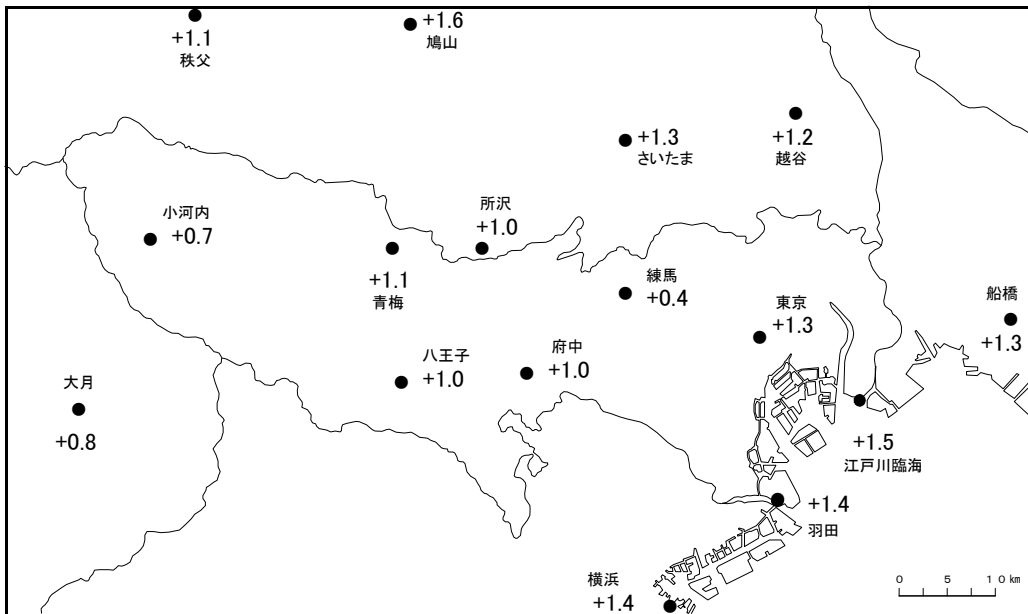 +1.1
秩父
+1.6
鳩山
+1.3
さいたま
+1.2
越谷
小河内
+0.7
所沢
+1.0
+1.1
青梅
練馬
+0.4
東京
+1.3
船橋
+1.3
大月
+0.8
八王子
+1.0
府中
+1.0
+1.5
江戸川臨海
+1.4
羽田
横浜
+1.4
0 5 10km